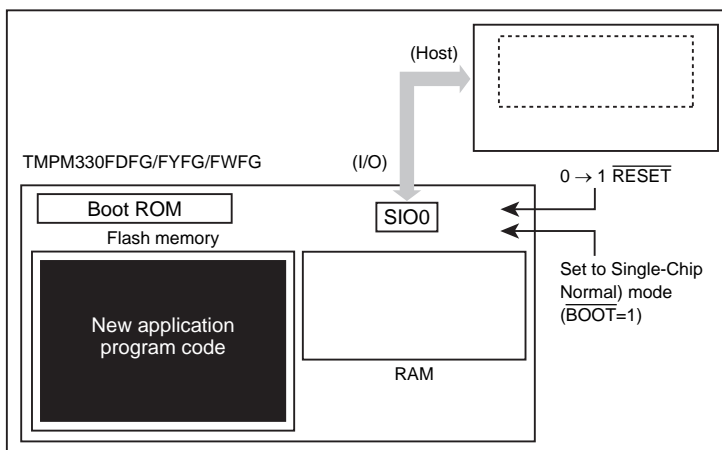 (Host)
TMPM330FDFG/FYFG/FWFG
(I/O)
0 → 1 RESET
Boot ROM
SIO0
Flash memory
New application
program code
RAM
Set to Single-Chip
Normal) mode
(BOOT=1)